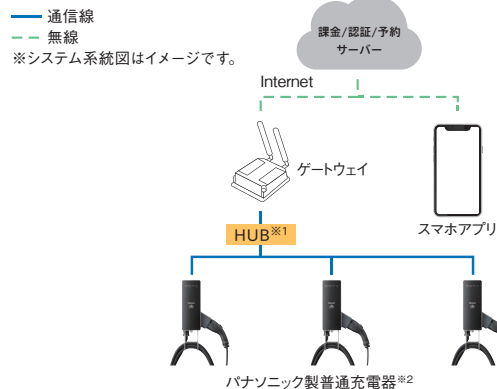 通信線
無線
※システム系統図はイメージです。
課金/認証/予約
サーバー
Internet
ゲートウェイ
スマホアプリ
HUB※1
パナソニック製普通充電器※2